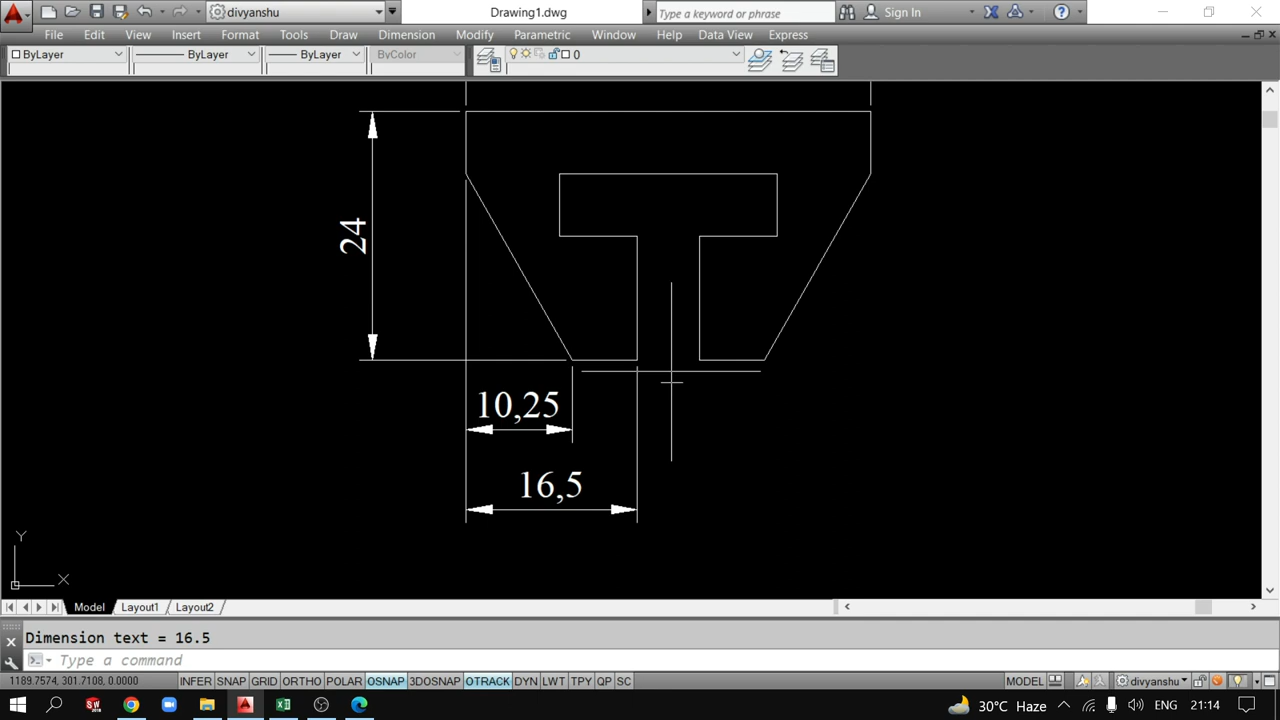 divyanshu Drawing1.dwg Type a keyword or phrase Sign In
File Edit View Insert Format Tools Draw Dimension Modify Parametric Window Help Data View Express
ByLayer ByLayer ByLayer ByColor 0
24
10,25
16,5
Y
X
Model Layout1 Layout2
Dimension text = 16.5
Type a command
1189.7574, 301.7108, 0.0000 INFER SNAP GRID ORTHO POLAR OSNAP 3DOSNAP OTRACK DYN LWT TPY QP SC MODEL divyanshu
30°C Haze ENG 21:14